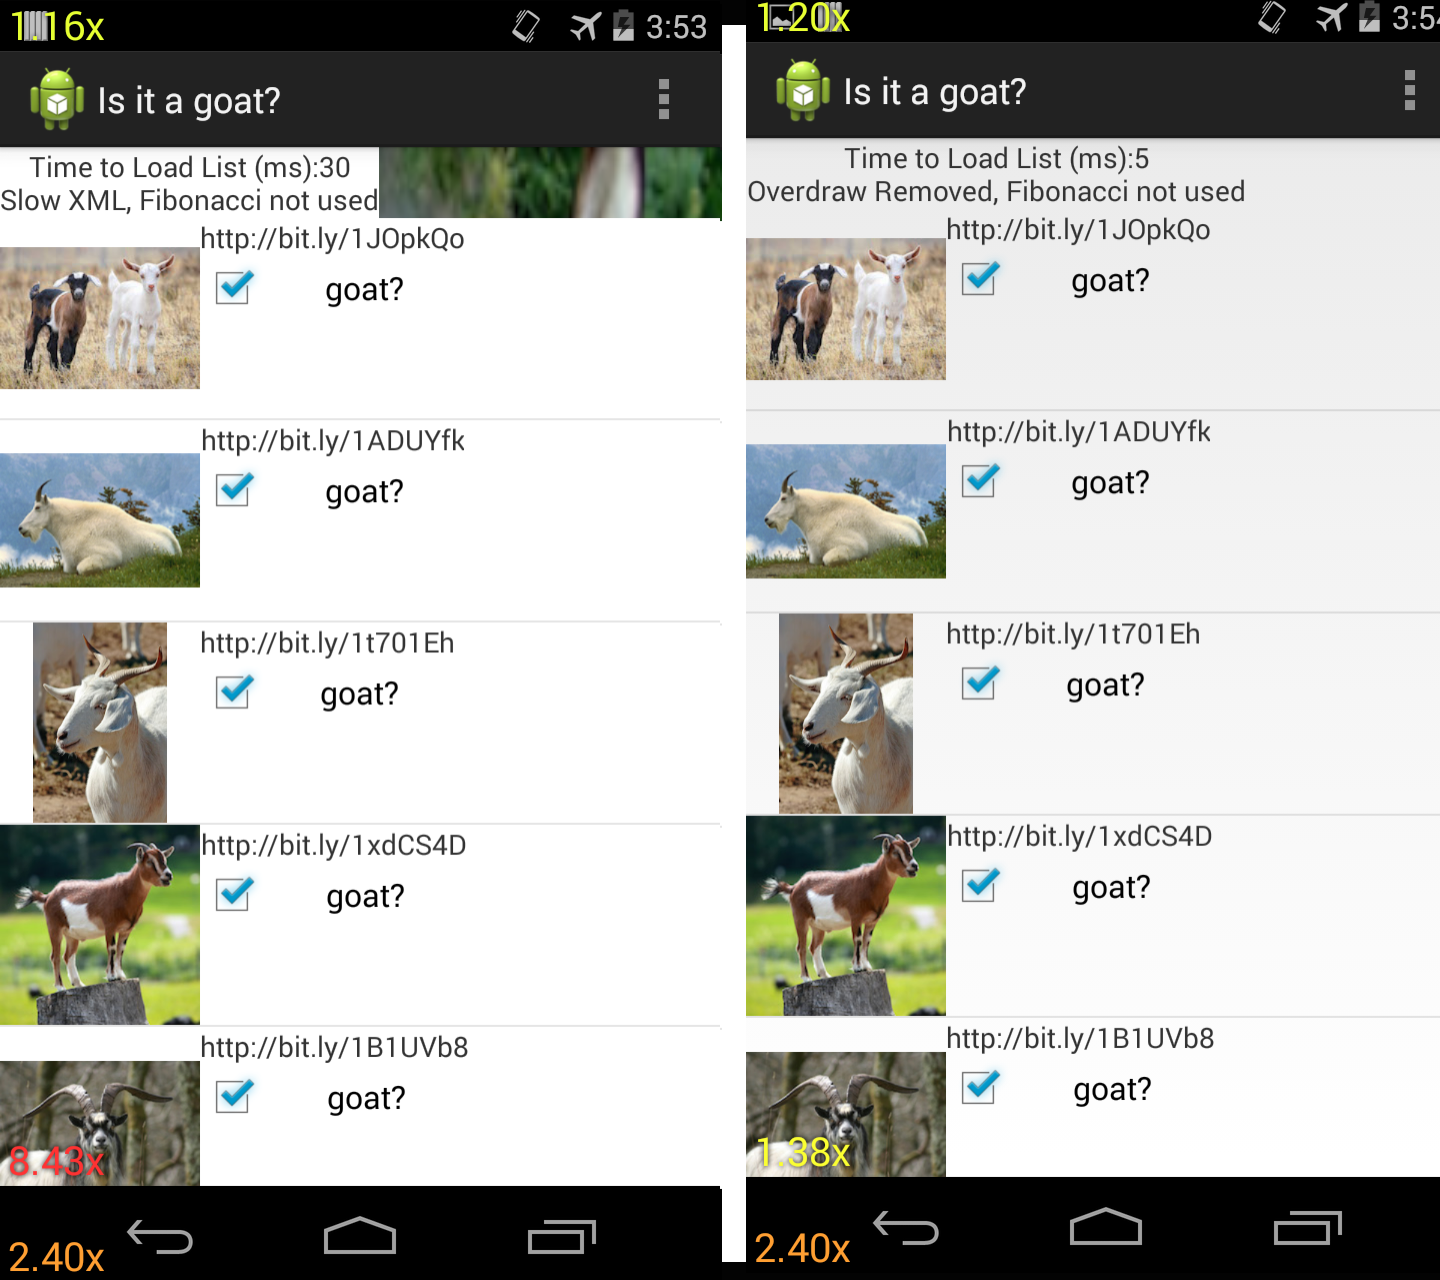 1.16x
3:53
Is it a goat?
Time to Load List (ms):30
Slow XML, Fibonacci not used
http://bit.ly/1JOpkQo
goat?
http://bit.ly/1ADUYfk
goat?
http://bit.ly/1t701Eh
goat?
http://bit.ly/1xdCS4D
goat?
http://bit.ly/1B1UVb8
goat?
8.43x
2.40x
1.20x
3:54
Is it a goat?
Time to Load List (ms):5
Overdraw Removed, Fibonacci not used
http://bit.ly/1JOpkQo
goat?
http://bit.ly/1ADUYfk
goat?
http://bit.ly/1t701Eh
goat?
http://bit.ly/1xdCS4D
goat?
http://bit.ly/1B1UVb8
goat?
1.38x
2.40x